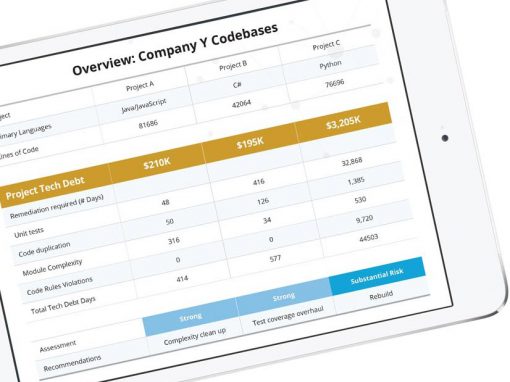 Overview: Company Y Codebases
ject Project A Project B Project C
imary Languages Java/JavaScript C# Python
ines of Code 81686 42064 76696
Project Tech Debt $210K $195K $3,205K
Remediation required (# Days)
Unit tests 48 416 32,868
Code duplication 50 126 1,385
Module Complexity 316 34 530
Code Rules Violations 0 0 9,720
Total Tech Debt Days 414 577 44503
Assessment Strong Strong Substantial Risk
Recommendations Complexity clean up Test coverage overhaul Rebuild